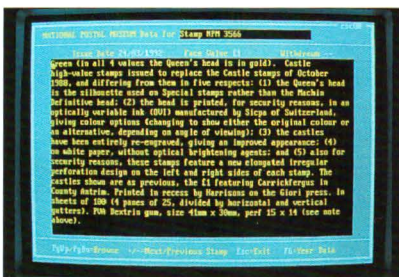 NATIONAL POSTAL MUSEUM Data for Stamp NPM 3566
Issue Date 24/03/1992 Face Value £1 Withdrawn --
Green (in all 4 values the Queen's head is in gold). Castle
high-value stamps issued to replace the Castle stamps of October
1988, and differing from them in five respects: (1) the Queen's head
is the silhouette used on Special stamps rather than the Machin
Definitive head; (2) the head is printed, for security reasons, in an
optically variable ink (OVI) manufactured by Sicpa of Switzerland,
giving colour options (changing to show either the original colour or
an alternative, depending on angle of viewing); (3) the castles
have been entirely re-engraved, giving an improved appearance; (4)
on white paper, without optical brightening agents; and (5) also for
security reasons, these stamps feature a new elongated irregular
perforation design on the left and right sides of each stamp. The
castles shown are as previous, the £1 featuring Carrickfergus in
County Antrim. Printed in recess by Harrisons on the Giori press. In
sheets of 100 (4 panes of 25, divided by horizontal and vertical
gutters). PVA Dextrin gum, size 41mm x 30mm, perf 15 x 14 (see note
above).
PgUp/PgDn-Browse +/--Next/Previous Stamp Esc-Exit F6-Year Data